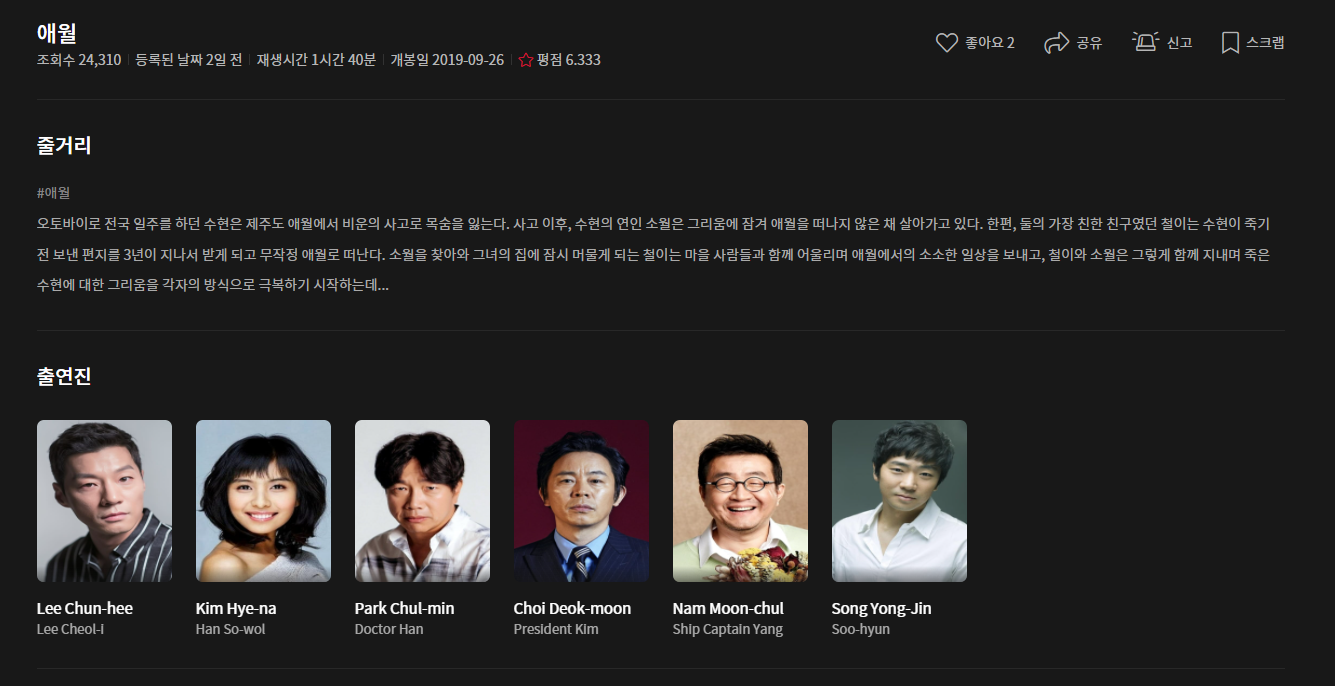 애월
조회수 24,310 등록된 날짜 2일 전 재생시간 1시간 40분 개봉일 2019-09-26 평점 6.333
좋아요 2 공유 신고 스크랩
줄거리
#애월
오토바이로 전국 일주를 하던 수현은 제주도 애월에서 비운의 사고로 목숨을 잃는다. 사고 이후, 수현의 연인 소월은 그리움에 잠겨 애월을 떠나지 않은 채 살아가고 있다. 한편, 둘의 가장 친한 친구였던 철이는 수현이 죽기
전 보낸 편지를 3년이 지나서 받게 되고 무작정 애월로 떠난다. 소월을 찾아와 그녀의 집에 잠시 머물게 되는 철이는 마을 사람들과 함께 어울리며 애월에서의 소소한 일상을 보내고, 철이와 소월은 그렇게 함께 지내며 죽은
수현에 대한 그리움을 각자의 방식으로 극복하기 시작하는데...
출연진
Lee Chun-hee Kim Hye-na Park Chul-min Choi Deok-moon Nam Moon-chul Song Yong-Jin
Lee Cheol-I Han So-wol Doctor Han President Kim Ship Captain Yang Soo-hyun